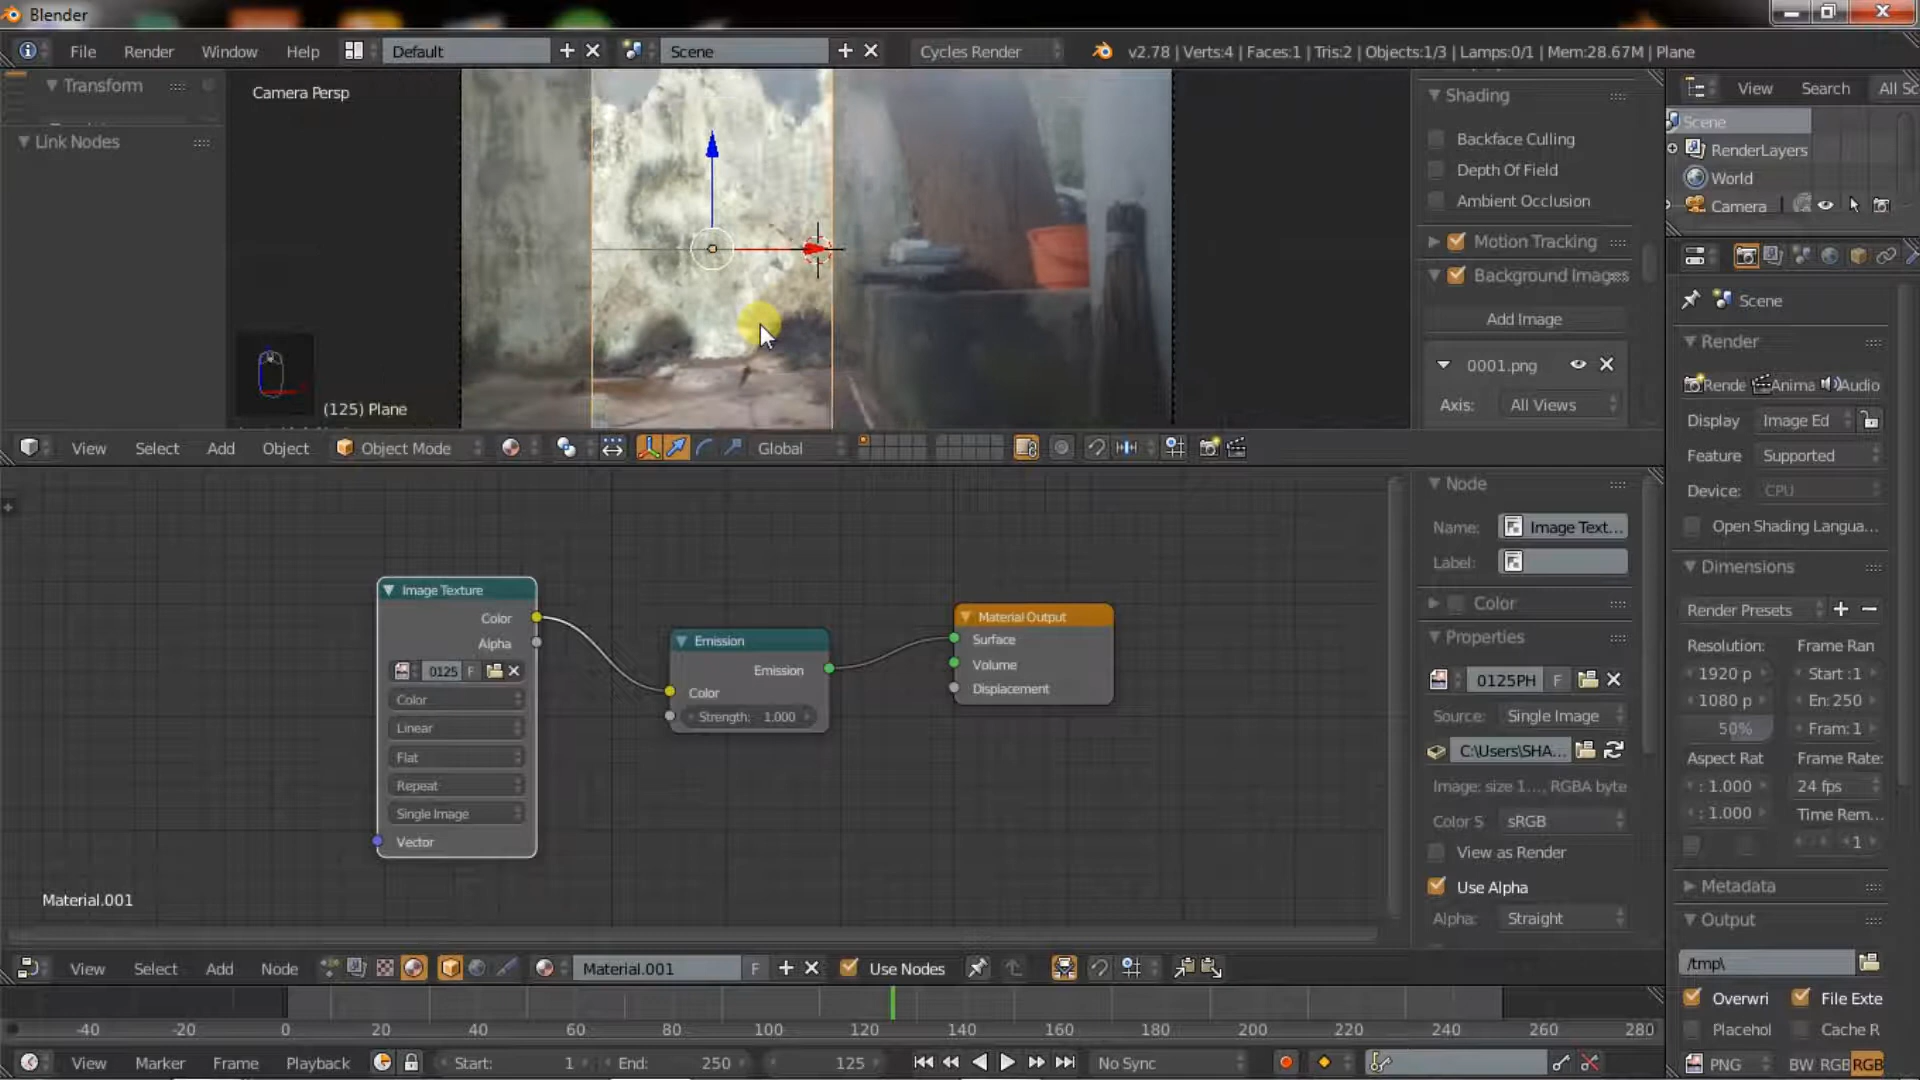 Blender
File Render Window Help Default Scene Cycles Render v2.78 | Verts:4 | Faces:1 | Tris:2 | Objects:1/3 | Lamps:0/1 | Mem:28.67M | Plane
Transform
Link Nodes
Camera Persp
(125) Plane
Shading
Backface Culling
Depth Of Field
Ambient Occlusion
Motion Tracking
Background Images
Add Image
0001.png
Axis: All Views
View Search All Sc
Scene
RenderLayers
World
Camera
Scene
Render
Rende Anima Audio
Display Image Ed
Feature Supported
Device: CPU
Open Shading Langua...
Dimensions
Render Presets
Resolution: Frame Ran
1920 p Start :1
1080 p En: 250
50% Fram: 1
Aspect Rat Frame Rate:
: 1.000 24 fps
: 1.000 Time Rem...
1
Metadata
Output
/tmp\
Overwri File Exte
Placehol Cache R
PNG BW RGB RGB
View Select Add Object Object Mode Global
Image Texture
Color
Alpha
0125 F
Color
Linear
Flat
Repeat
Single Image
Vector
Emission
Emission
Color
Strength: 1.000
Material Output
Surface
Volume
Displacement
Material.001
Node
Name: Image Text...
Label:
Color
Properties
0125PH F
Source: Single Image
C:\Users\SHA...
Image: size 1..., RGBA byte
Color S sRGB
View as Render
Use Alpha
Alpha: Straight
View Select Add Node Material.001 F Use Nodes
-40 -20 0 20 40 60 80 100 120 140 160 180 200 220 240 260 280
View Marker Frame Playback Start: 1 End: 250 125 No Sync